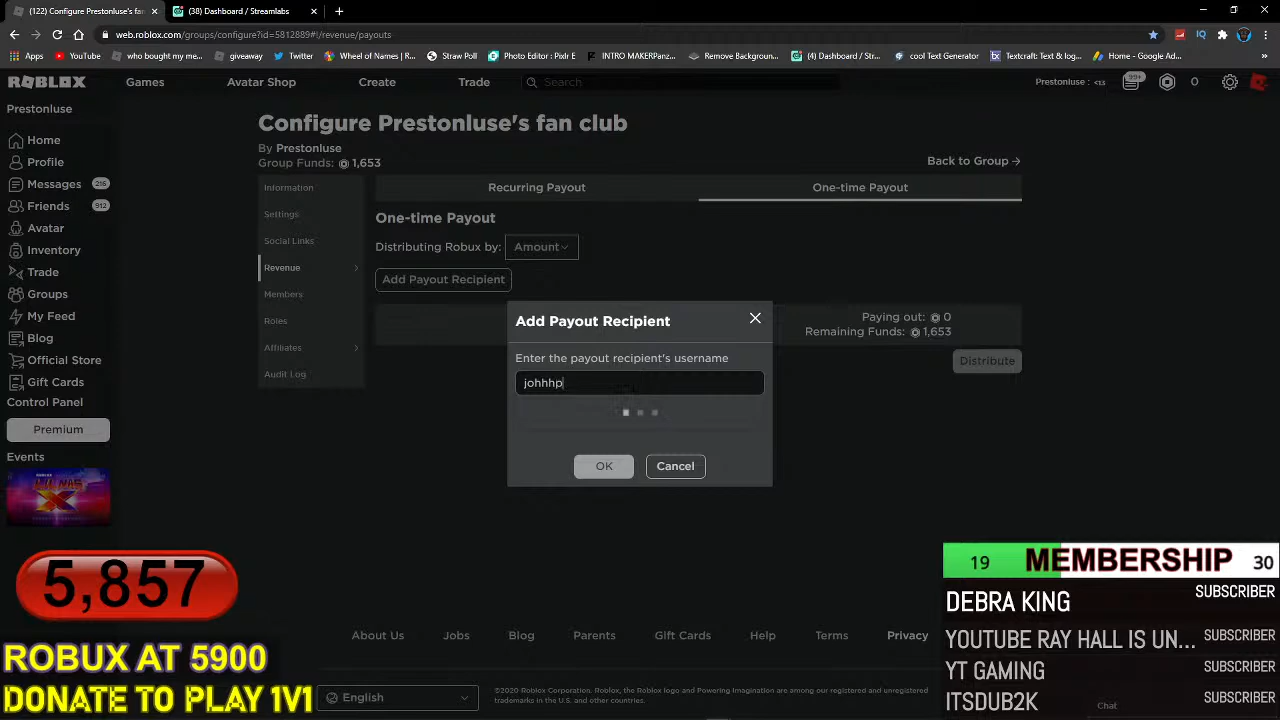 (122) Configure Prestonluse's fan
(38) Dashboard / Streamlabs
web.roblox.com/groups/configure?id=5812889#!/revenue/payouts
Apps
YouTube
who bought my me...
giveaway
Twitter
Wheel of Names -...
Straw Poll
Photo Editor : Pixlr E
INTRO MAKERPanz...
Remove Background...
(4) Dashboard / Str...
cool Text Generator
Textcraft: Text & log...
Home - Google Ads...
ROBLOX
Games
Avatar Shop
Create
Trade
Search
Prestonluse : <13
99+
0
Prestonluse
Home
Profile
Messages 216
Friends 912
Avatar
Inventory
Trade
Groups
My Feed
Blog
Official Store
Gift Cards
Control Panel
Premium
Events
Configure Prestonluse's fan club
By Prestonluse
Group Funds: 1,653
Back to Group →
Information
Settings
Social Links
Revenue
Members
Roles
Affiliates
Audit Log
Recurring Payout
One-time Payout
One-time Payout
Distributing Robux by: Amount
Add Payout Recipient
Paying out: 0
Remaining Funds: 1,653
Distribute
Add Payout Recipient
Enter the payout recipient's username
johhhp
OK
Cancel
5,857
ROBUX AT 5900
DONATE TO PLAY 1V1
19 MEMBERSHIP 30
DEBRA KING SUBSCRIBER
YOUTUBE RAY HALL IS UN... SUBSCRIBER
YT GAMING SUBSCRIBER
ITSDUB2K SUBSCRIBER
About Us
Jobs
Blog
Parents
Gift Cards
Help
Terms
Privacy
English
©2020 Roblox Corporation. Roblox, the Roblox logo and Powering Imagination are among our registered and unregistered
trademarks in the U.S. and other countries.
Chat